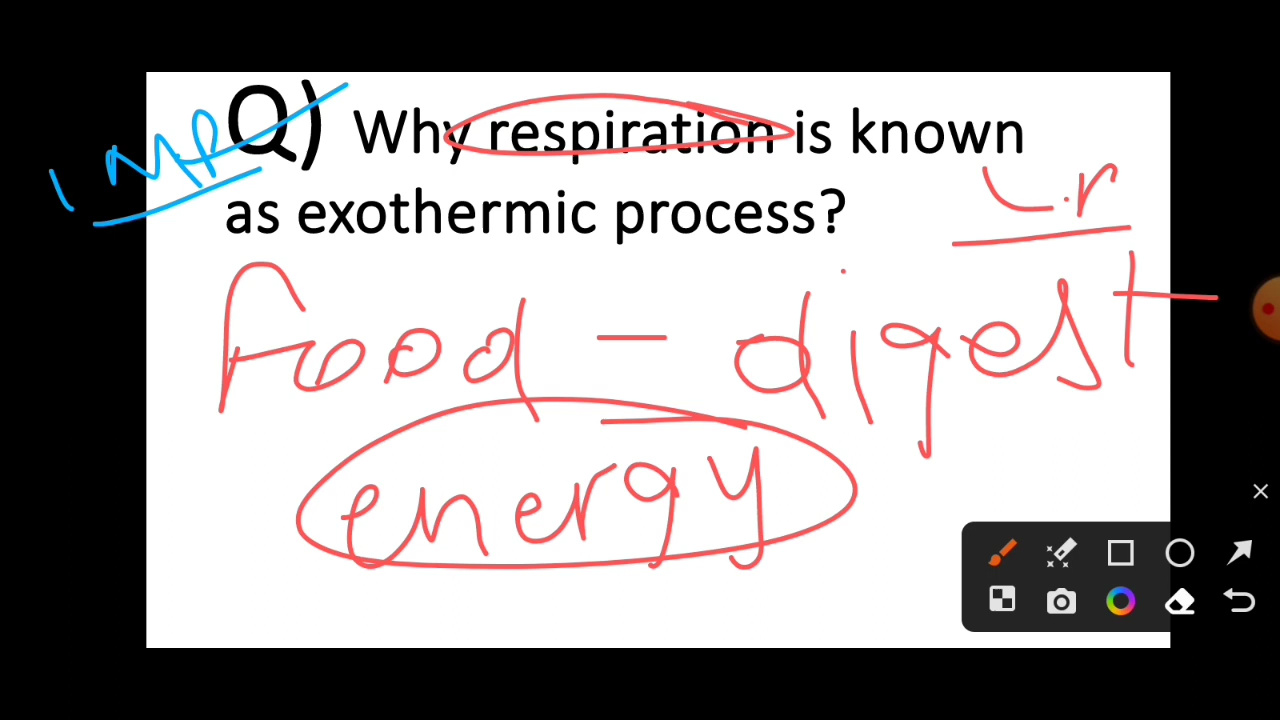 IMP
Q) Why respiration is known
as exothermic process?
food – digest
energy